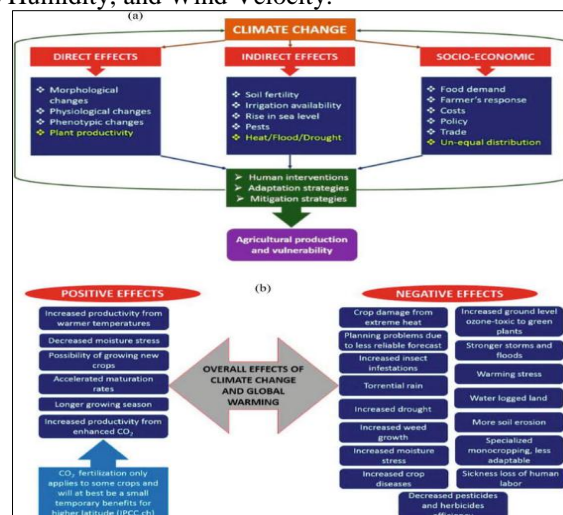 Humidity, and Wind Velocity.
(a)
CLIMATE CHANGE
DIRECT EFFECTS
Morphological
changes
Physiological changes
Phenotypic changes
Plant productivity
INDIRECT EFFECTS
Soil fertility
Irrigation availability
Rise in sea level
Pests
Heat/Flood/Drought
SOCIO-ECONOMIC
Food demand
Farmer's response
Costs
Policy
Trade
Un-equal distribution
Human interventions
Adaptation strategies
Mitigation strategies
Agricultural production
and vulnerability
(b)
POSITIVE EFFECTS
Increased productivity from
warmer temperatures
Decreased moisture stress
Possibility of growing new
crops
Accelerated maturation
rates
Longer growing season
Increased productivity from
enhanced CO₂
CO₂ fertilization only
applies to some crops and
will at best be a small
temporary benefits for
higher latitude (IPCC,ch)
OVERALL EFFECTS OF
CLIMATE CHANGE
AND GLOBAL
WARMING
NEGATIVE EFFECTS
Crop damage from
extreme heat
Planning problems due
to less reliable forecast
Increased insect
infestations
Torrential rain
Increased drought
Increased weed
growth
Increased moisture
stress
Increased crop
diseases
Increased ground level
ozone-toxic to green
plants
Stronger storms and
floods
Warming stress
Water logged land
More soil erosion
Specialized
monocropping, less
adaptable
Sickness loss of human
labor
Decreased pesticides
and herbicides
efficiency